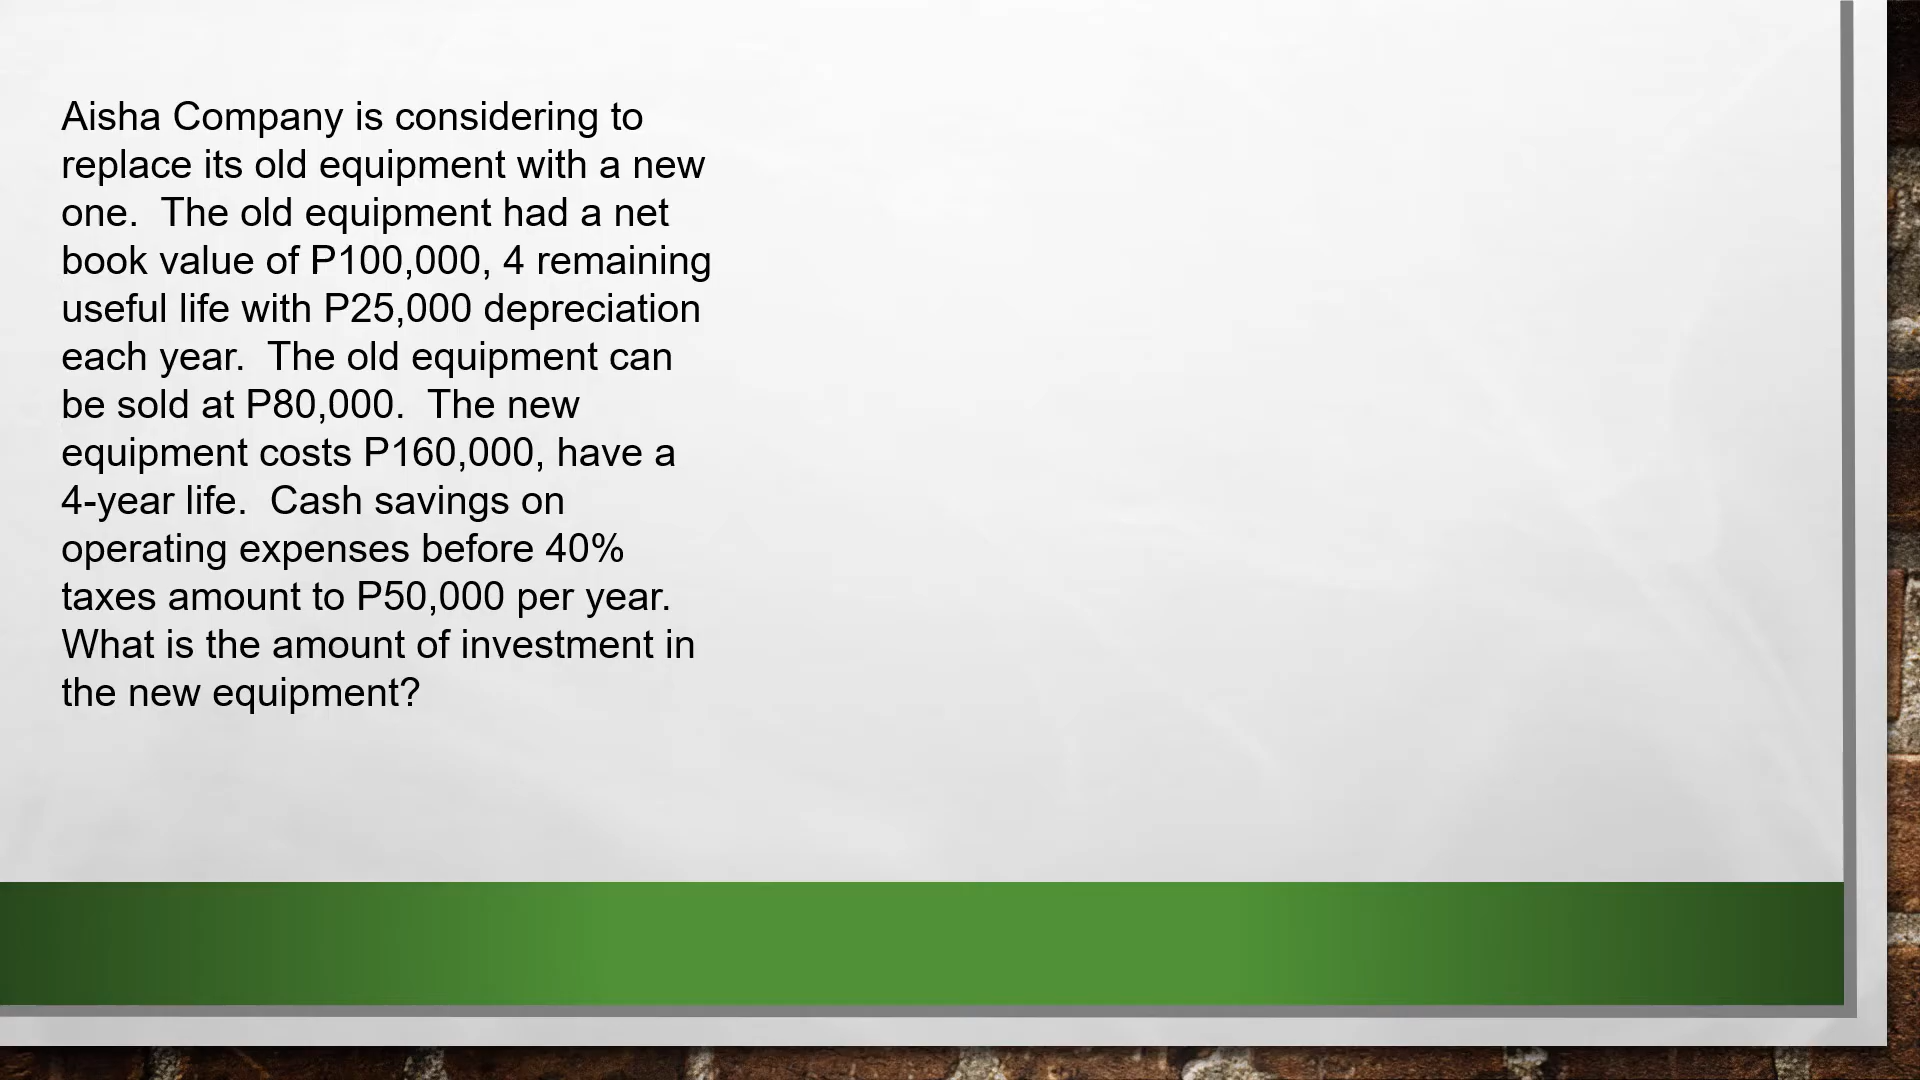 Aisha Company is considering to
replace its old equipment with a new
one.  The old equipment had a net
book value of P100,000, 4 remaining
useful life with P25,000 depreciation
each year.  The old equipment can
be sold at P80,000.  The new
equipment costs P160,000, have a
4-year life.  Cash savings on
operating expenses before 40%
taxes amount to P50,000 per year.
What is the amount of investment in
the new equipment?